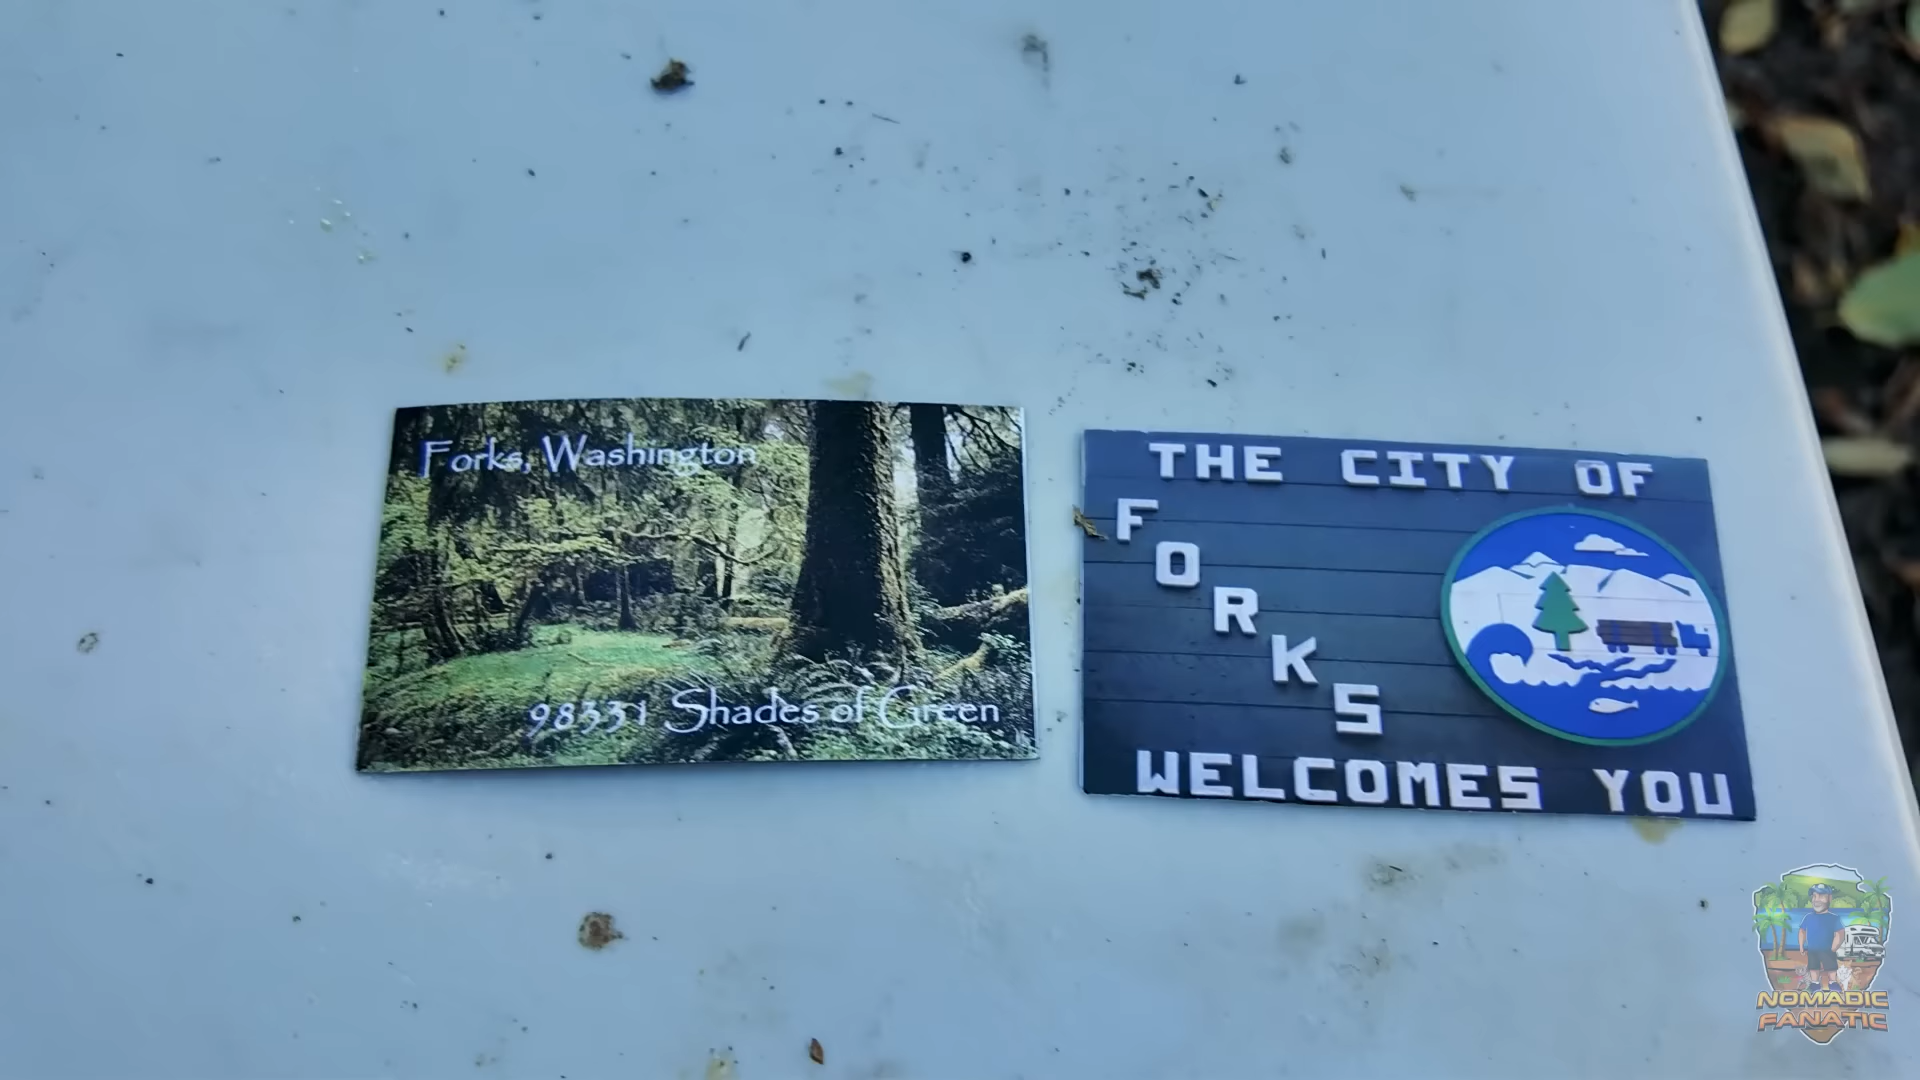 Forks, Washington
98331 Shades of Green
THE CITY OF
FORKS
WELCOMES YOU
NOMADIC
FANATIC